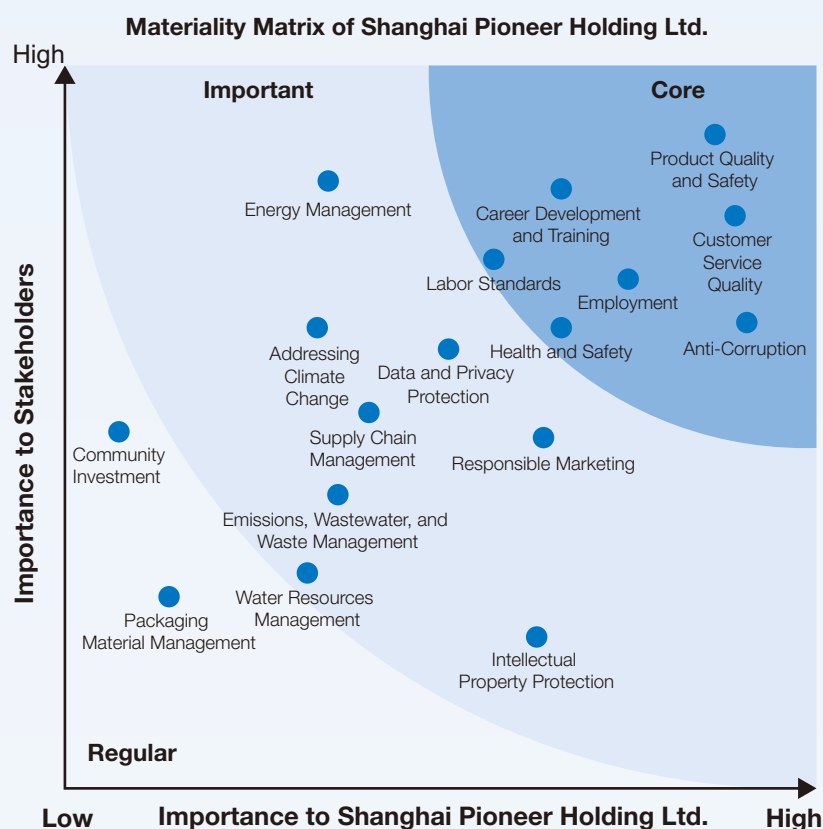 Materiality Matrix of Shanghai Pioneer Holding Ltd.
High
Important
Core
Product Quality
and Safety
Energy Management
Career Development
and Training
Customer
Service
Quality
Labor Standards
Employment
Addressing
Climate
Change
Data and Privacy
Protection
Health and Safety
Anti-Corruption
Supply Chain
Management
Community
Investment
Responsible Marketing
Emissions, Wastewater, and
Waste Management
Water Resources
Management
Packaging
Material Management
Intellectual
Property Protection
Regular
Importance to Stakeholders
Low
Importance to Shanghai Pioneer Holding Ltd.
High